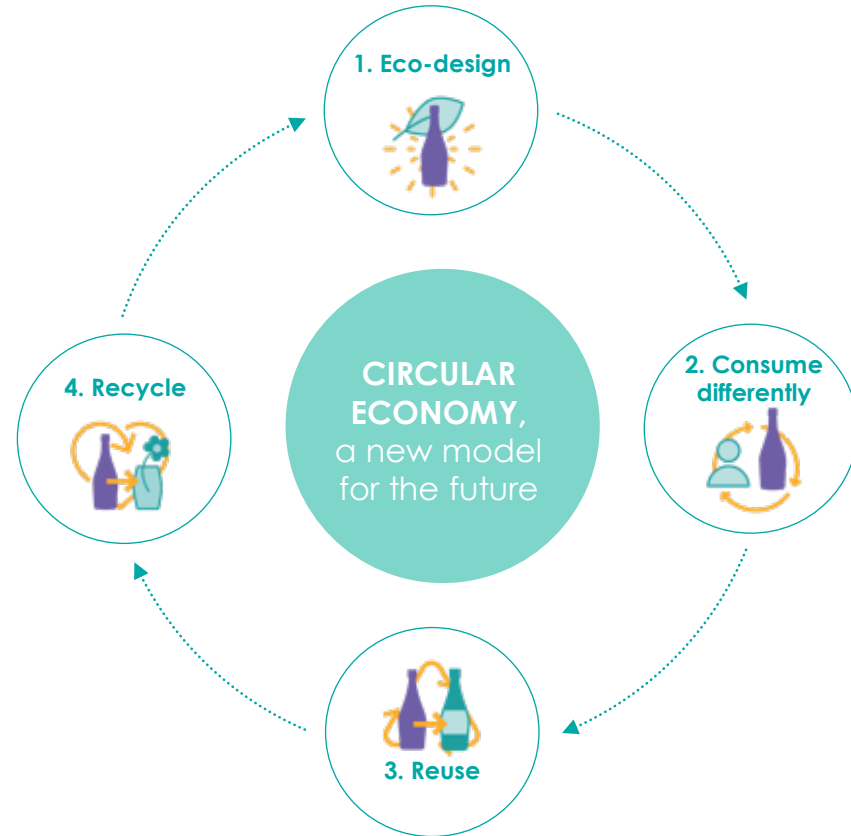 1. Eco-design
2. Consume
differently
3. Reuse
4. Recycle
CIRCULAR
ECONOMY,
a new model
for the future